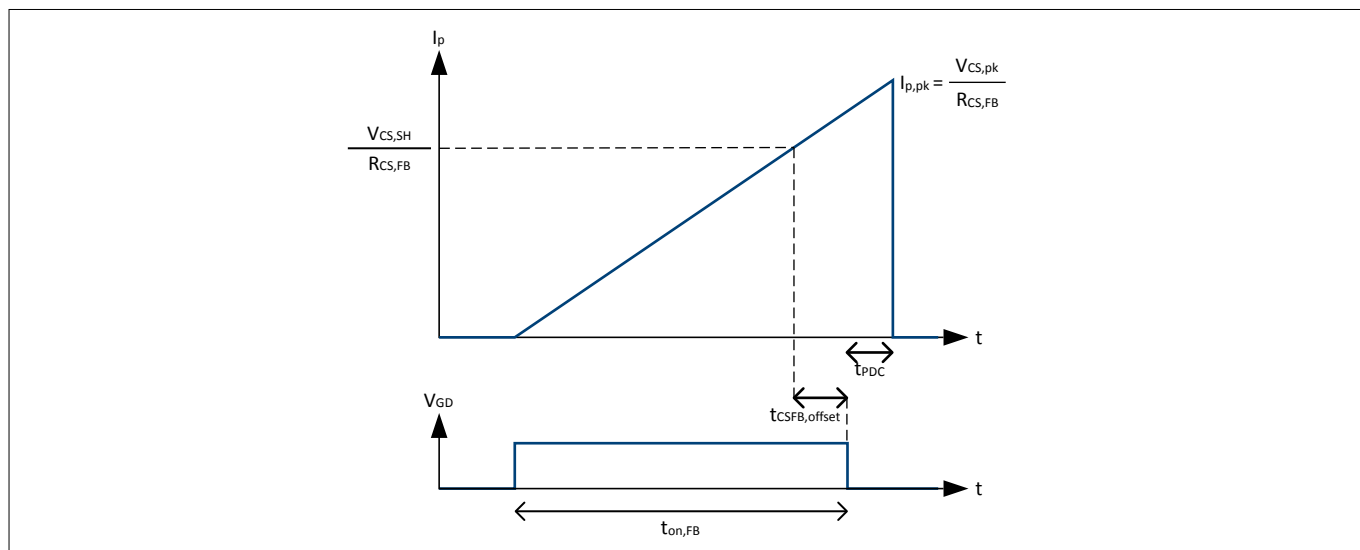 Ip
Ip,pk = VCS,pk
RCS,FB
VCS,SH
RCS,FB
t
tPDC
VGD
tCSFB,offset
t
ton,FB